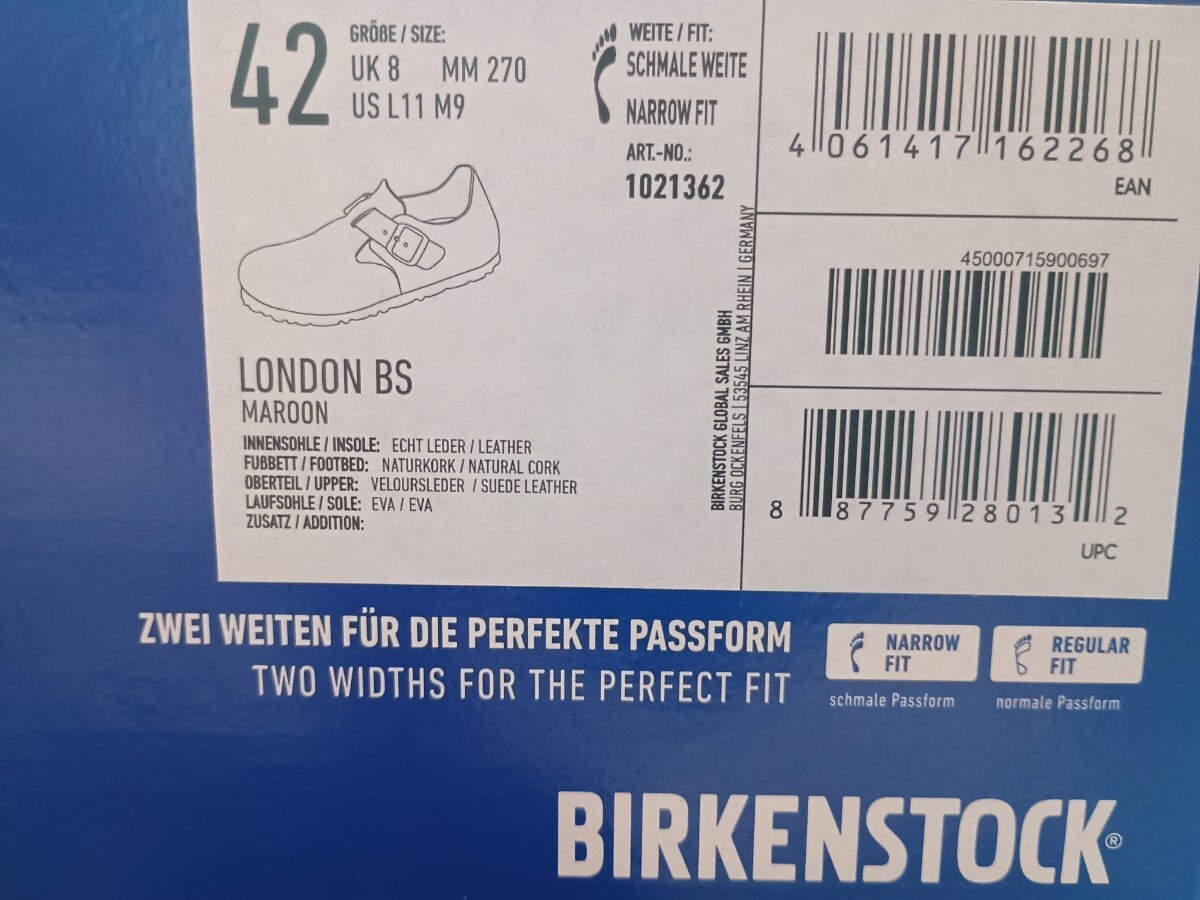 42
GRÖẞE / SIZE:
UK 8 MM 270
US L11 M9
WEITE / FIT:
SCHMALE WEITE
NARROW FIT
ART.-NO.:
1021362
LONDON BS
MAROON
INNENSOHLE / INSOLE: ECHT LEDER / LEATHER
FUẞBETT / FOOTBED: NATURKORK / NATURAL CORK
OBERTEIL / UPPER: VELOURSLEDER / SUEDE LEATHER
LAUFSOHLE / SOLE: EVA / EVA
ZUSATZ / ADDITION:
BIRKENSTOCK GLOBAL SALES GMBH
BURG OCKENFELS | 53545 LINZ AM RHEIN | GERMANY
4 061417 162268
EAN
45000715900697
8 87759 28013 2
UPC
ZWEI WEITEN FÜR DIE PERFEKTE PASSFORM
TWO WIDTHS FOR THE PERFECT FIT
NARROW
FIT
schmale Passform
REGULAR
FIT
normale Passform
BIRKENSTOCK®